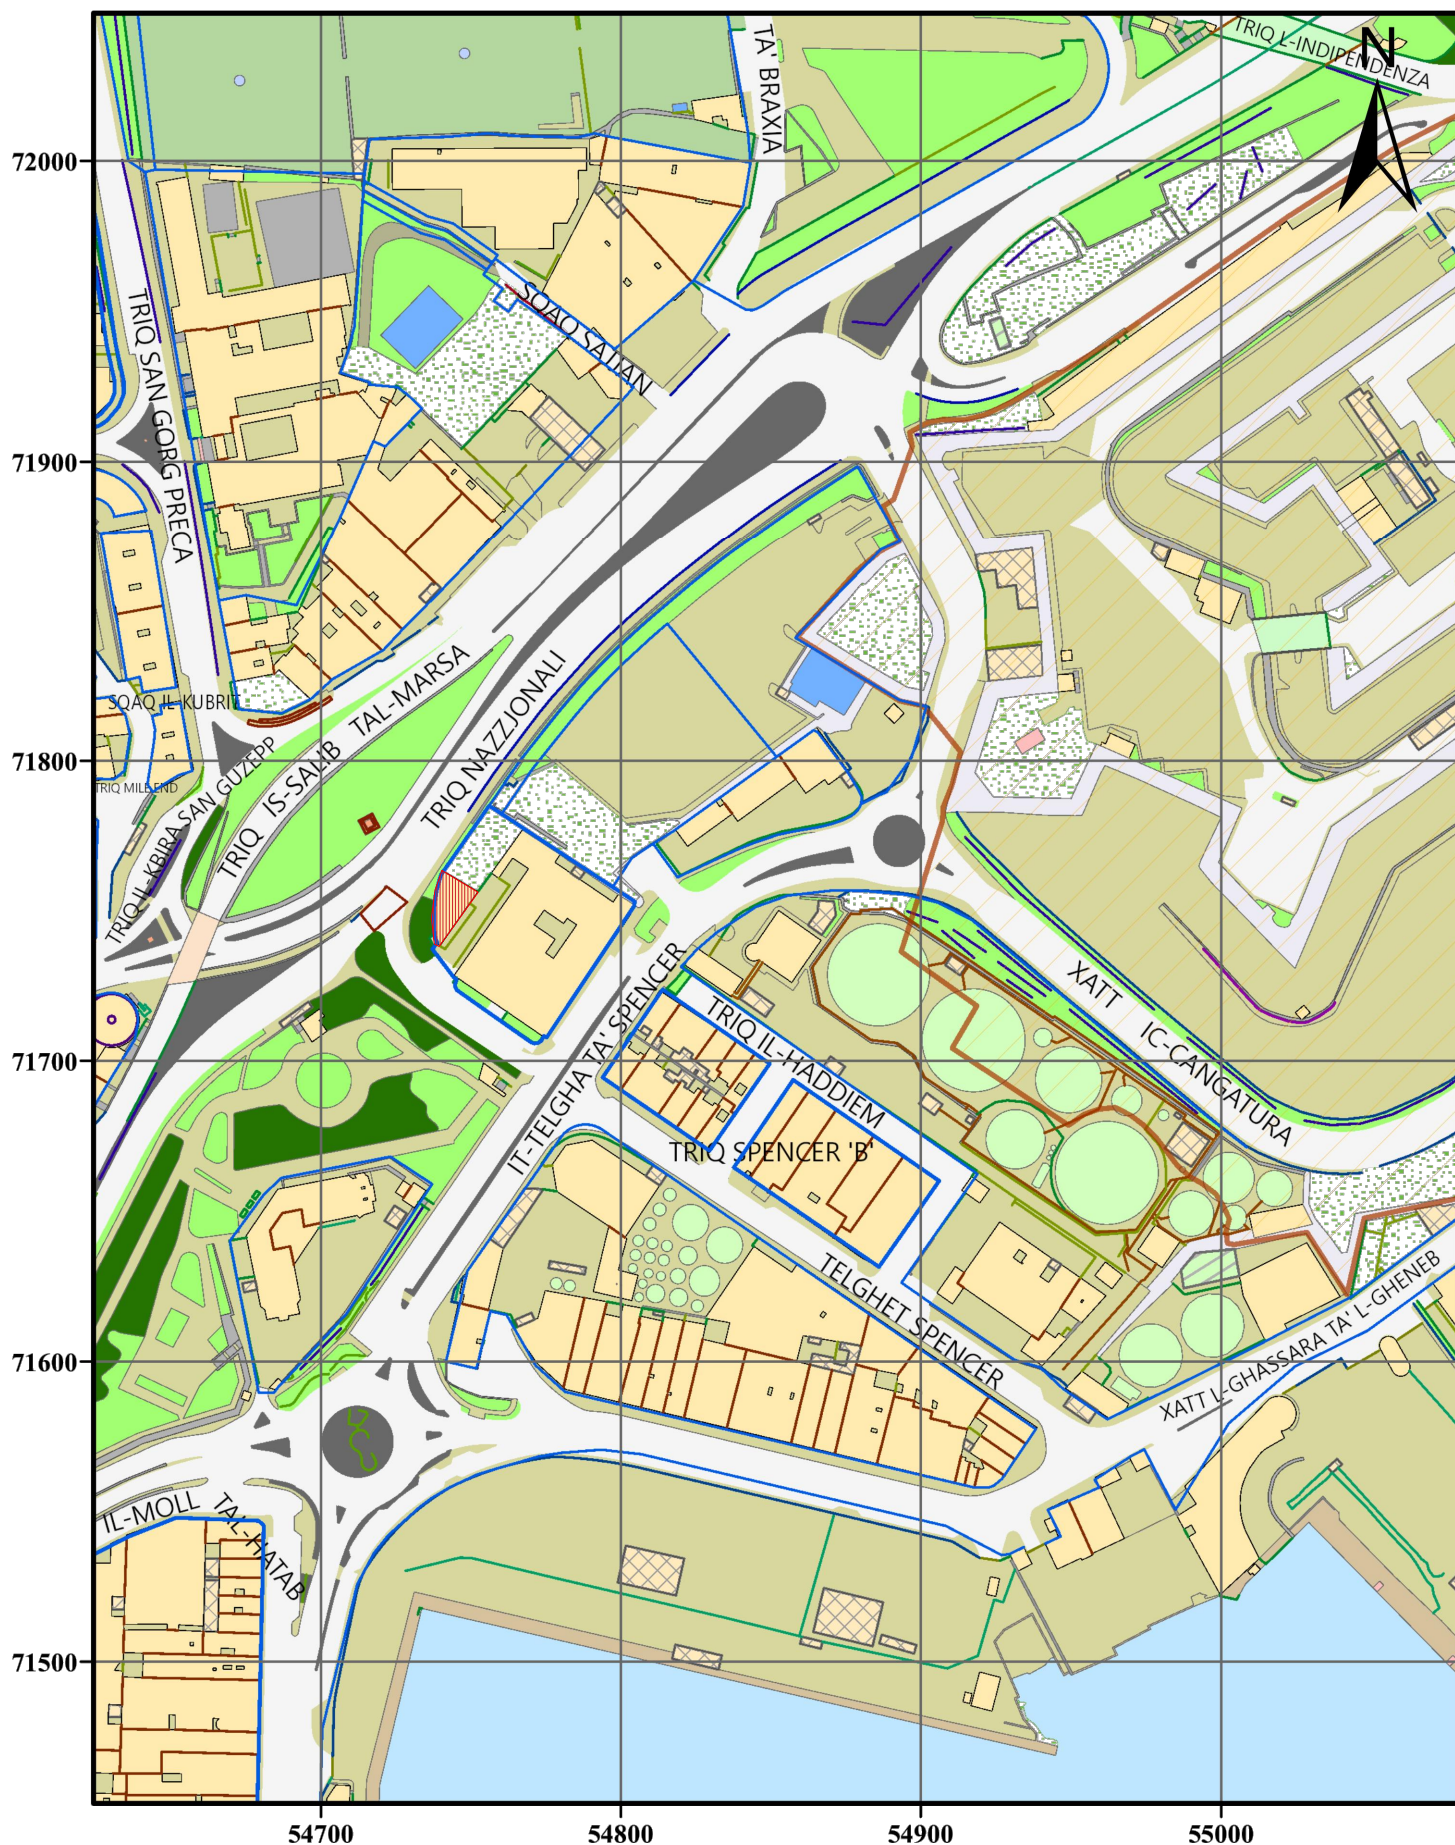 TRIQ L-INDIPENDENZA
N
TA' BRAXIA
72000
SQAQ SAJJAN
TRIQ SAN GORG PRECA
71900
SQAQ IL-KUBRIT
TRIQ IS-SALIB TAL-MARSA
TRIQ NAZZJONALI
71800
TRIQ MILE END
TRIQ IL-KBIRA SAN GUZEPP
IT-TELGHA TA' SPENCER
TRIQ IL-HADDIEM
XATT IC-CANGATURA
71700
TRIQ SPENCER 'B'
TELGHET SPENCER
XATT L-GHASSARA TA' L-GHENEB
71600
IL-MOLL TAL-HATAB
71500
54700 54800 54900 55000